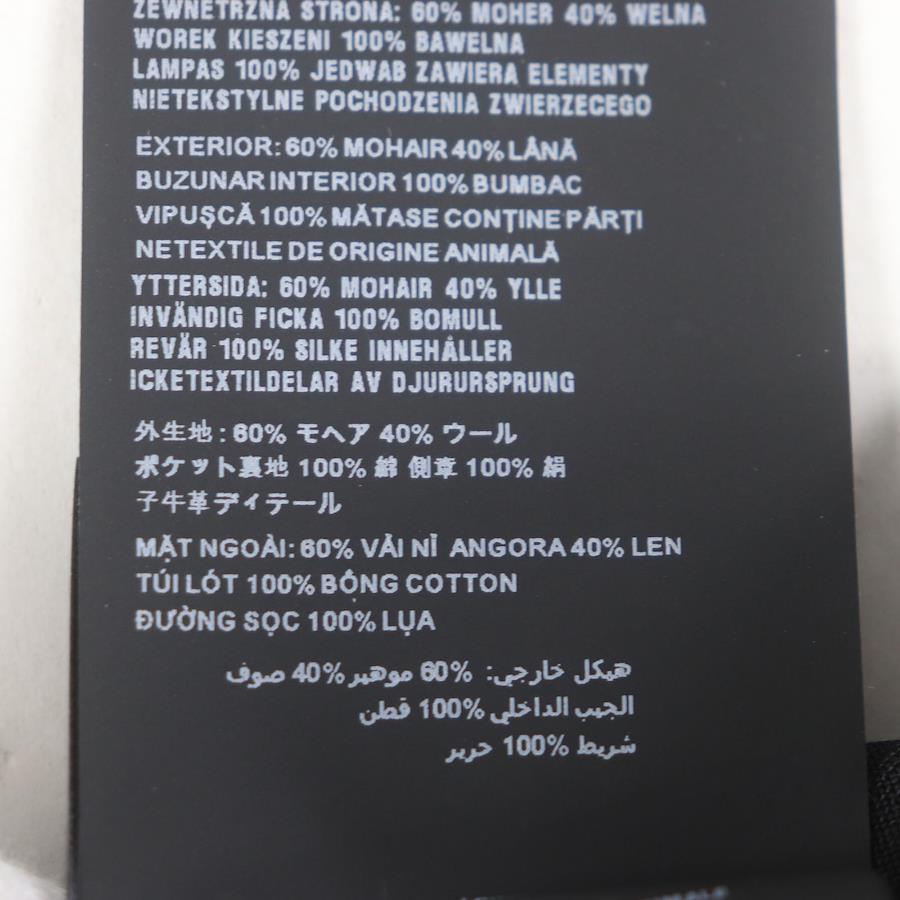 ZEWNETRZNA STRONA: 60% MOHER 40% WELNA
WOREK KIESZENI 100% BAWELNA
LAMPAS 100% JEDWAB ZAWIERA ELEMENTY
NIETEKSTYLNE POCHODZENIA ZWIERZECEGO
EXTERIOR: 60% MOHAIR 40% LÂNĂ
BUZUNAR INTERIOR 100% BUMBAC
VIPUȘCĂ 100% MĂTASE CONȚINE PĂRȚI
NETEXTILE DE ORIGINE ANIMALĂ
YTTERSIDA: 60% MOHAIR 40% YLLE
INVÄNDIG FICKA 100% BOMULL
REVÄR 100% SILKE INNEHÅLLER
ICKETEXTILDELAR AV DJURURSPRUNG
外生地 : 60% モヘア 40% ウール
ポケット裏地 100% 綿 側章 100% 絹
子牛革ディテール
MẶT NGOÀI: 60% VẢI NỈ ANGORA 40% LEN
TÚI LÓT 100% BÔNG COTTON
ĐƯỜNG SỌC 100% LỤA
هيكل خارجي: 60% موهير 40% صوف
الجيب الداخلي 100% قطن
شريط 100% حرير